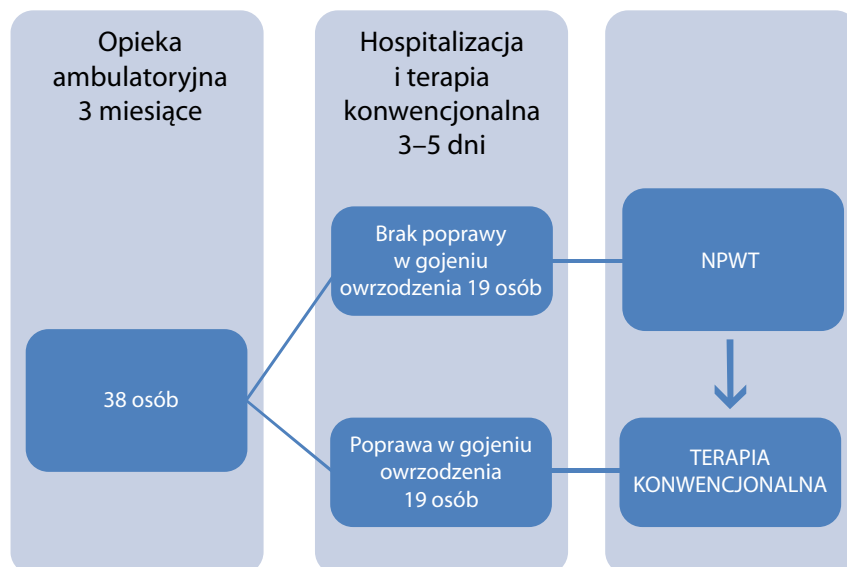 Opieka
ambulatoryjna
3 miesiące
Hospitalizacja
i terapia
konwencjonalna
3–5 dni
38 osób
Brak poprawy
w gojeniu
owrzodzenia 19 osób
Poprawa w gojeniu
owrzodzenia
19 osób
NPWT
TERAPIA
KONWENCJONALNA